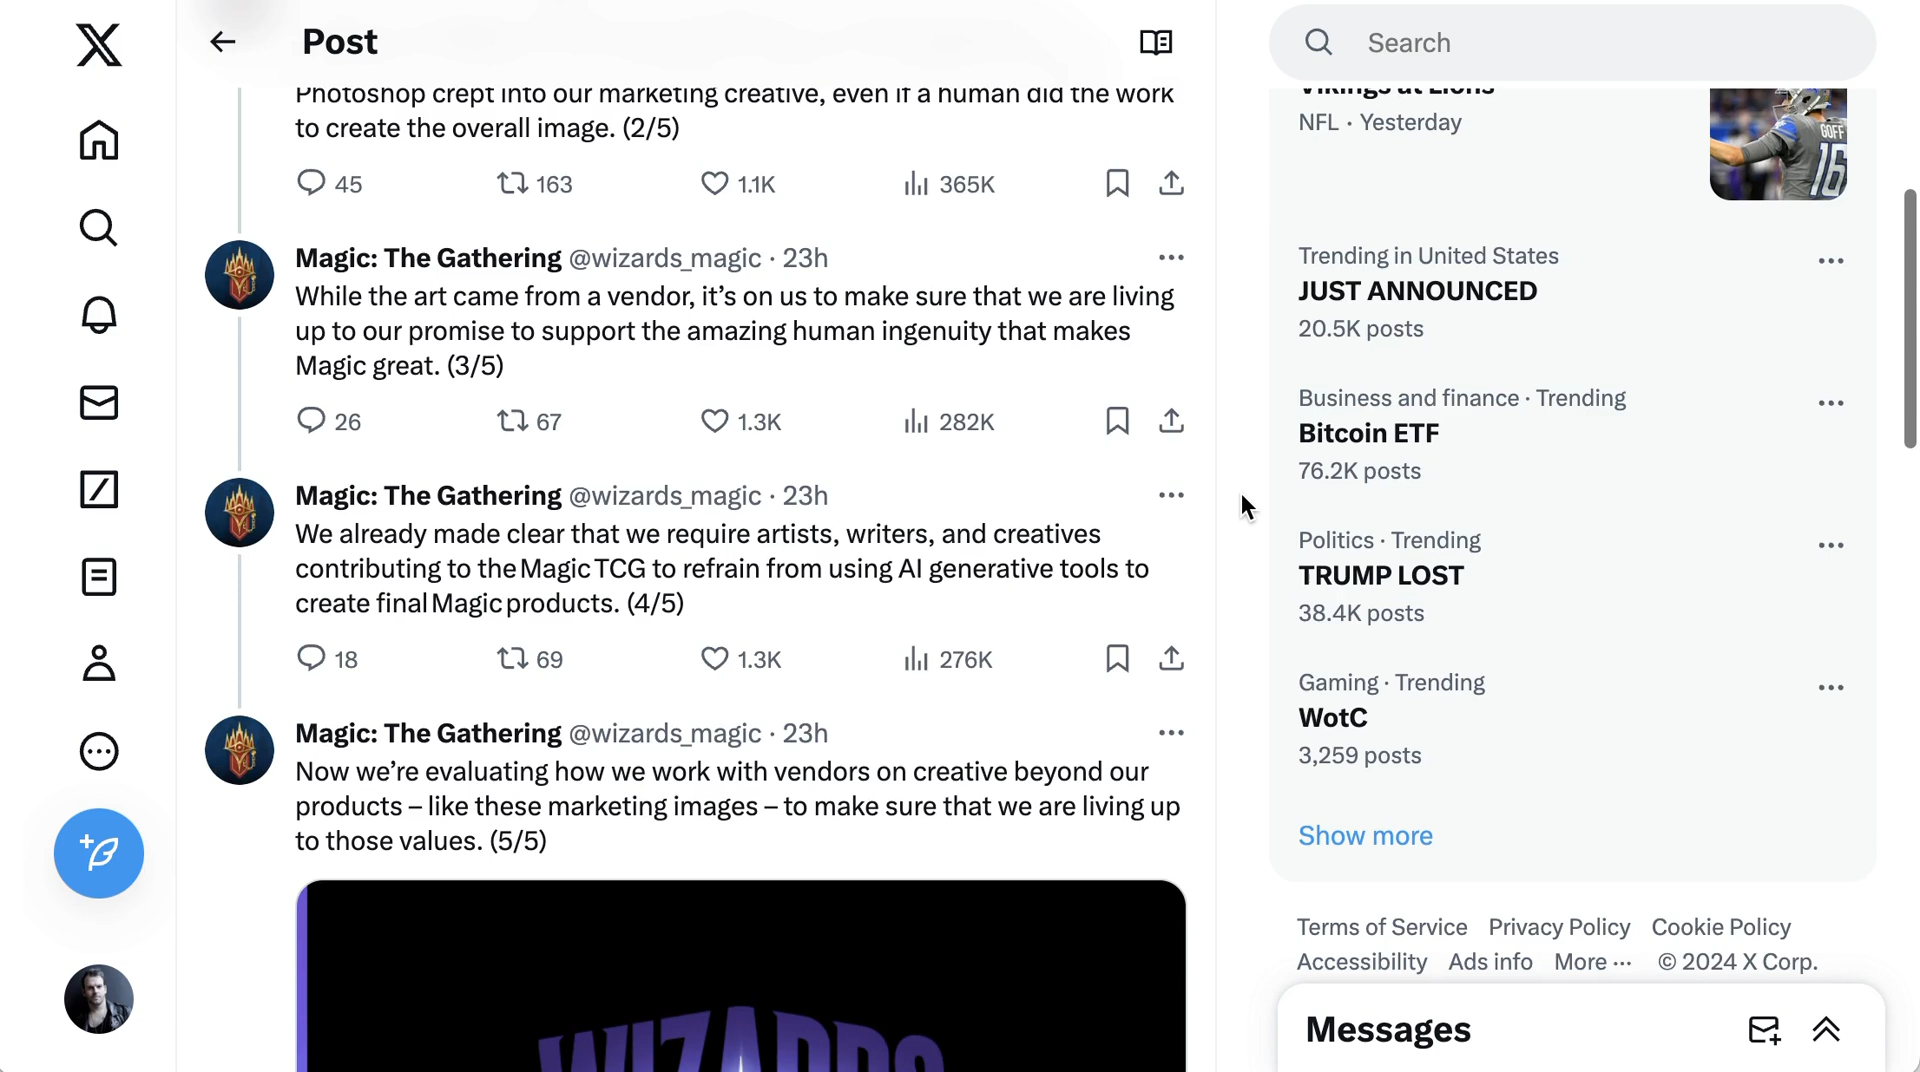 Post
Photoshop crept into our marketing creative, even if a human did the work
to create the overall image. (2/5)
45 163 1.1K 365K
Magic: The Gathering @wizards_magic · 23h
While the art came from a vendor, it’s on us to make sure that we are living
up to our promise to support the amazing human ingenuity that makes
Magic great. (3/5)
26 67 1.3K 282K
Magic: The Gathering @wizards_magic · 23h
We already made clear that we require artists, writers, and creatives
contributing to the Magic TCG to refrain from using AI generative tools to
create final Magic products. (4/5)
18 69 1.3K 276K
Magic: The Gathering @wizards_magic · 23h
Now we’re evaluating how we work with vendors on creative beyond our
products – like these marketing images – to make sure that we are living up
to those values. (5/5)
WIZARDS
Search
Vikings at Lions
NFL · Yesterday
GOFF
16
Trending in United States
JUST ANNOUNCED
20.5K posts
Business and finance · Trending
Bitcoin ETF
76.2K posts
Politics · Trending
TRUMP LOST
38.4K posts
Gaming · Trending
WotC
3,259 posts
Show more
Terms of Service Privacy Policy Cookie Policy
Accessibility Ads info More ··· © 2024 X Corp.
Messages